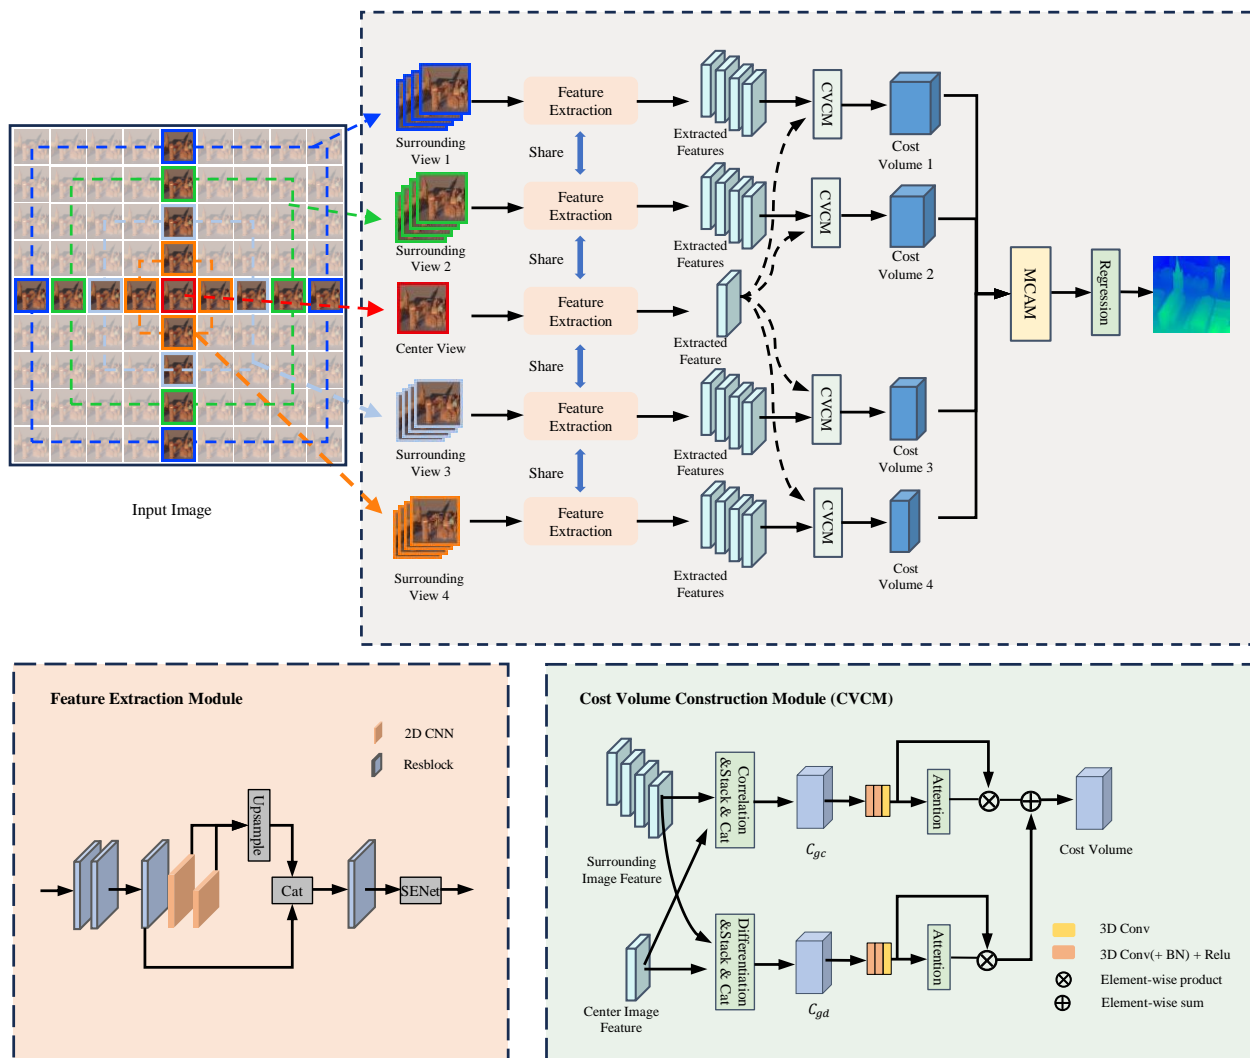 Input Image
Surrounding
View 1
Surrounding
View 2
Center View
Surrounding
View 3
Surrounding
View 4
Feature
Extraction
Share
Feature
Extraction
Share
Feature
Extraction
Share
Feature
Extraction
Share
Feature
Extraction
Extracted
Features
Extracted
Features
Extracted
Feature
Extracted
Features
Extracted
Features
CVCM
CVCM
CVCM
CVCM
Cost
Volume 1
Cost
Volume 2
Cost
Volume 3
Cost
Volume 4
MCAM
Regression
Feature Extraction Module
2D CNN
Resblock
Upsample
Cat
SENet
Cost Volume Construction Module (CVCM)
Surrounding
Image Feature
Center Image
Feature
Correlation
&Stack & Cat
Differentiation
&Stack & Cat
C_gc
C_gd
Attention
Attention
Cost Volume
3D Conv
3D Conv(+ BN) + Relu
Element-wise product
Element-wise sum